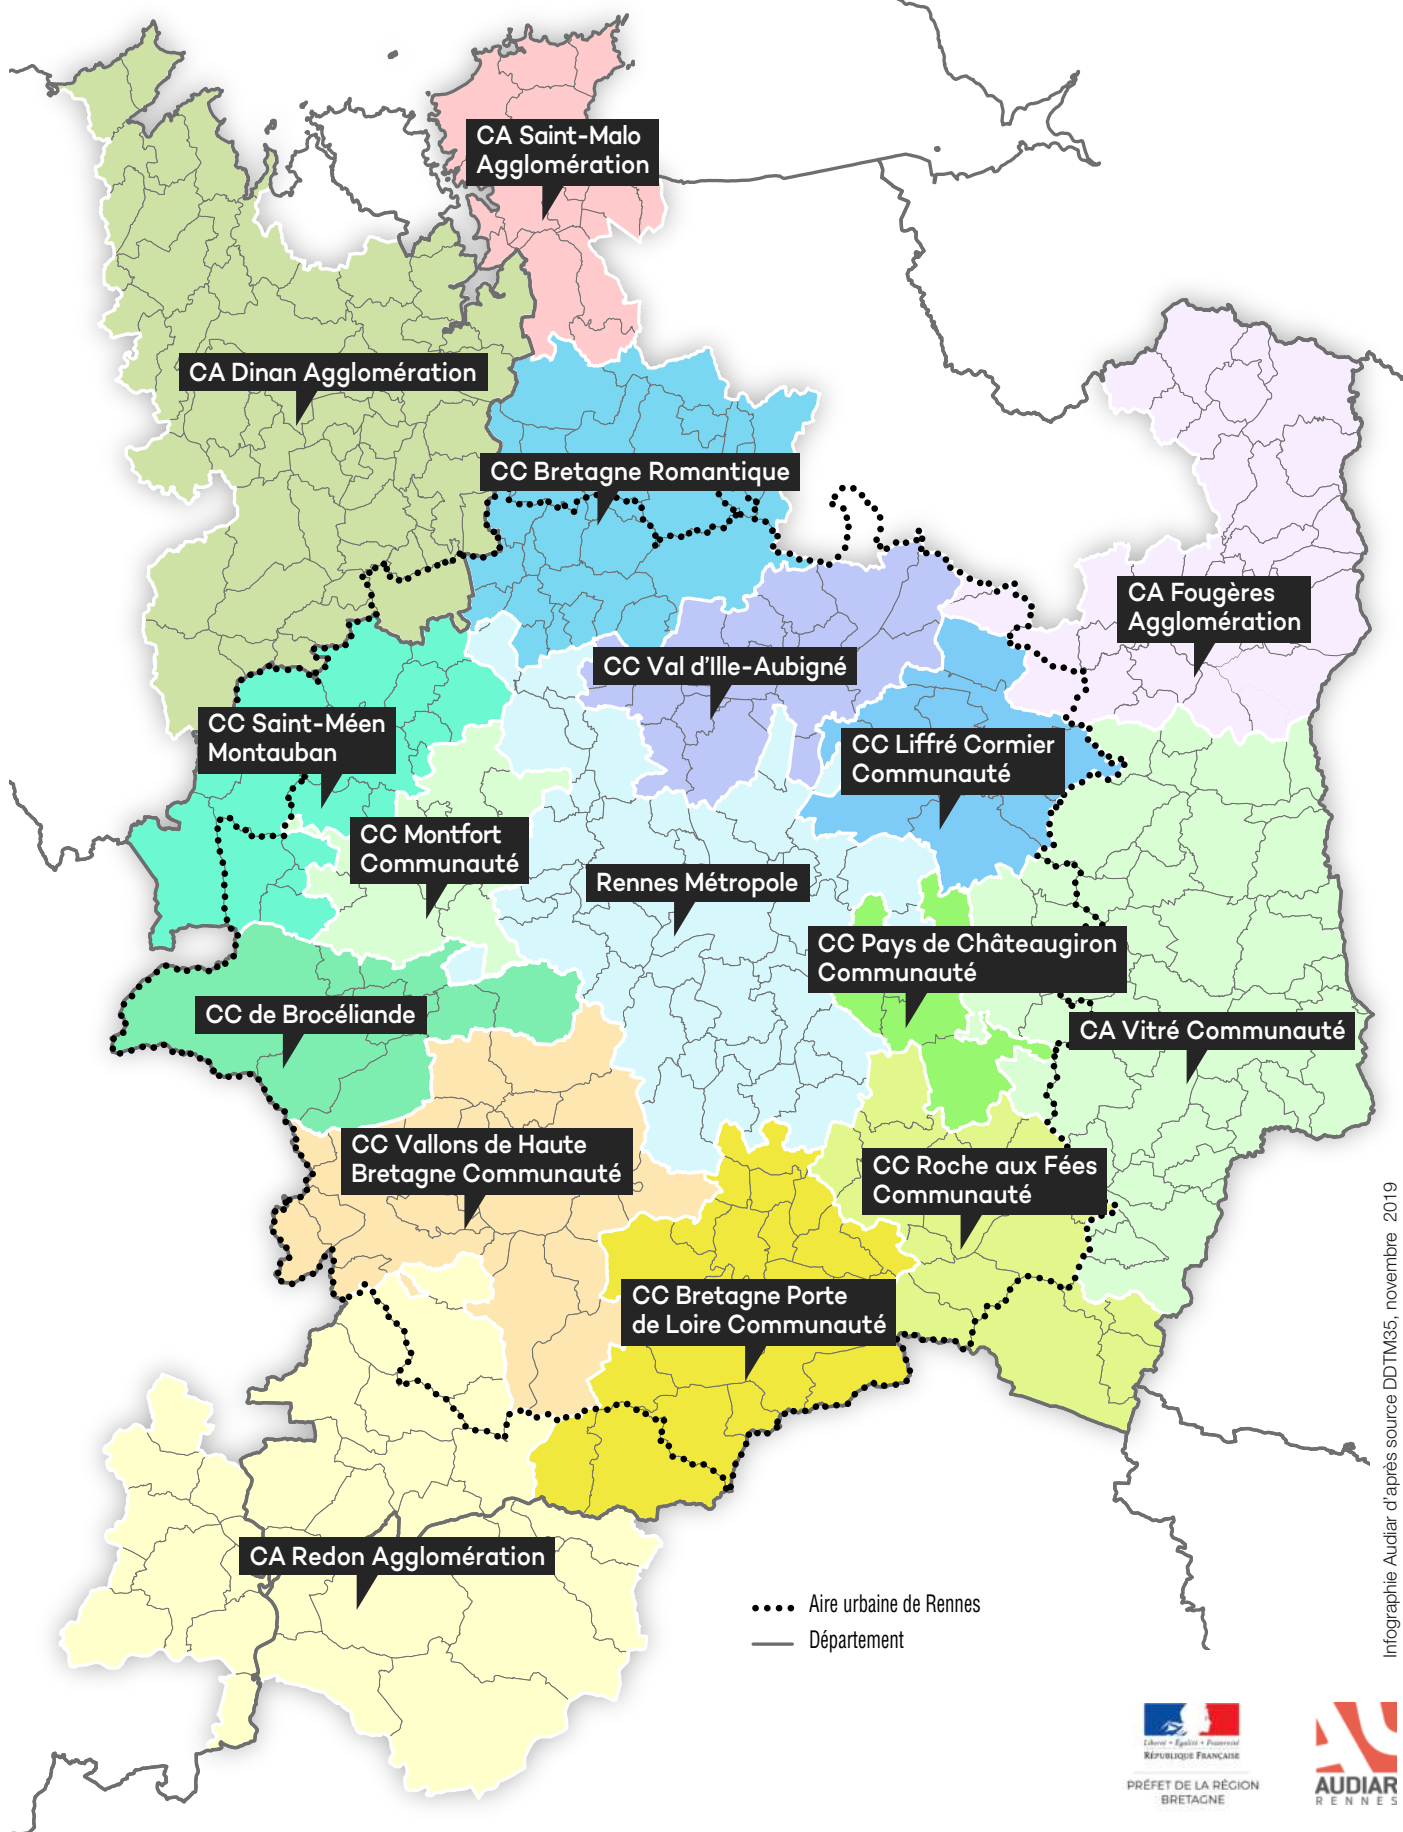 CA Saint-Malo
Agglomération
CA Dinan Agglomération
CC Bretagne Romantique
CA Fougères
Agglomération
CC Val d'Ille-Aubigné
CC Saint-Méen
Montauban
CC Liffré Cormier
Communauté
CC Montfort
Communauté
Rennes Métropole
CC Pays de Châteaugiron
Communauté
CC de Brocéliande
CA Vitré Communauté
CC Vallons de Haute
Bretagne Communauté
CC Roche aux Fées
Communauté
CC Bretagne Porte
de Loire Communauté
CA Redon Agglomération
Aire urbaine de Rennes
Département
Infographie Audiar d'après source DDTM35, novembre 2019
Liberté • Égalité • Fraternité
RÉPUBLIQUE FRANÇAISE
PRÉFET DE LA RÉGION
BRETAGNE
AUDIAR
RENNES